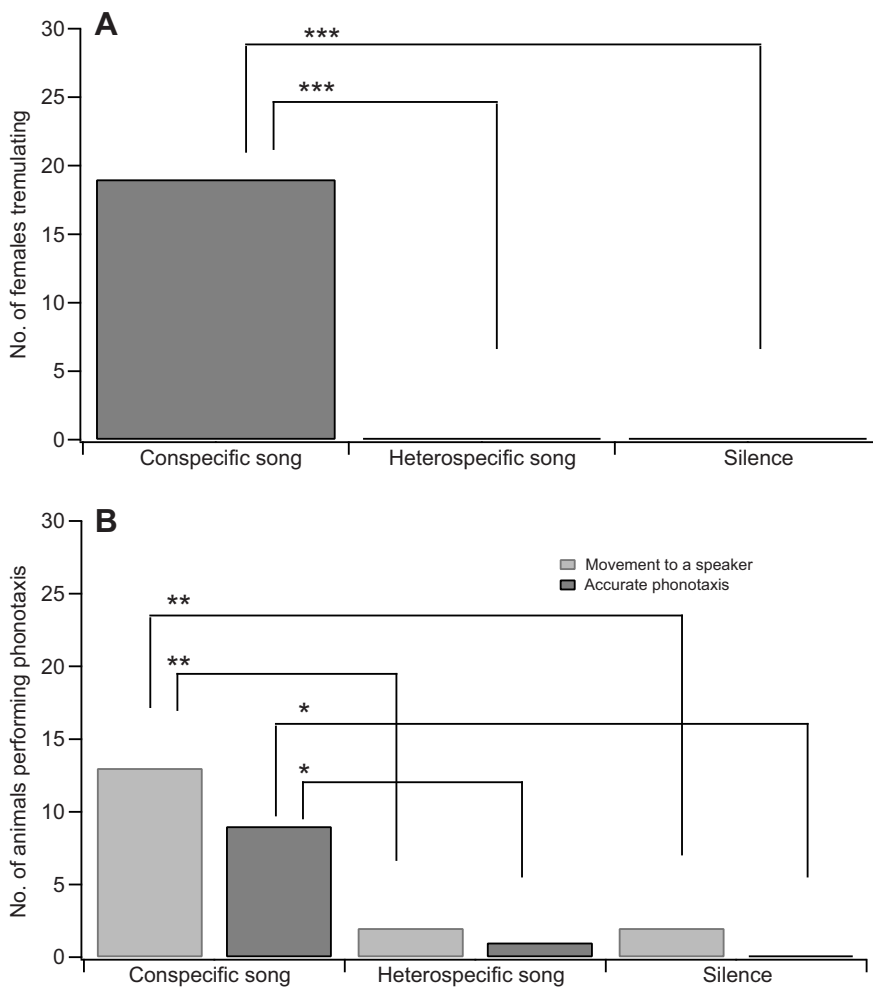 A
30
25
20
15
10
5
0
No. of females tremulating
***
***
Conspecific song Heterospecific song Silence
B
30
25
20
15
10
5
0
No. of animals performing phonotaxis
Movement to a speaker
Accurate phonotaxis
**
**
*
*
Conspecific song Heterospecific song Silence